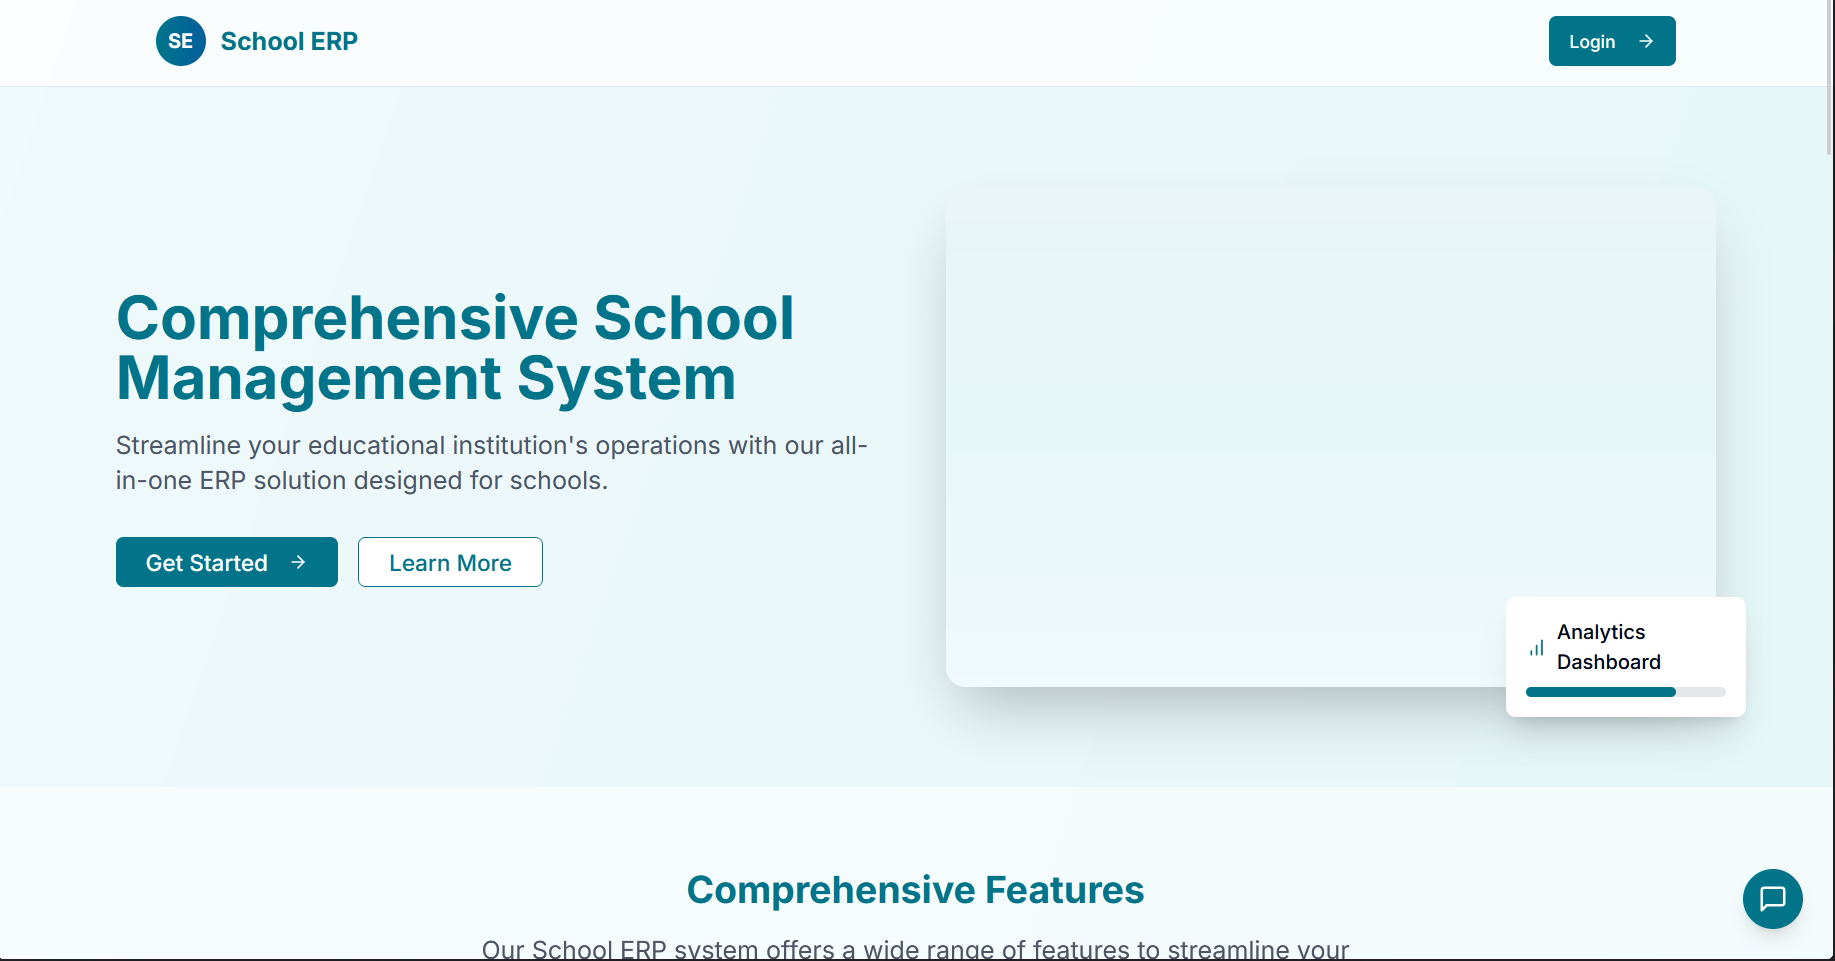 SE
School ERP
Login
Comprehensive School
Management System
Streamline your educational institution's operations with our all-
in-one ERP solution designed for schools.
Get Started
Learn More
Analytics
Dashboard
Comprehensive Features
Our School ERP system offers a wide range of features to streamline your